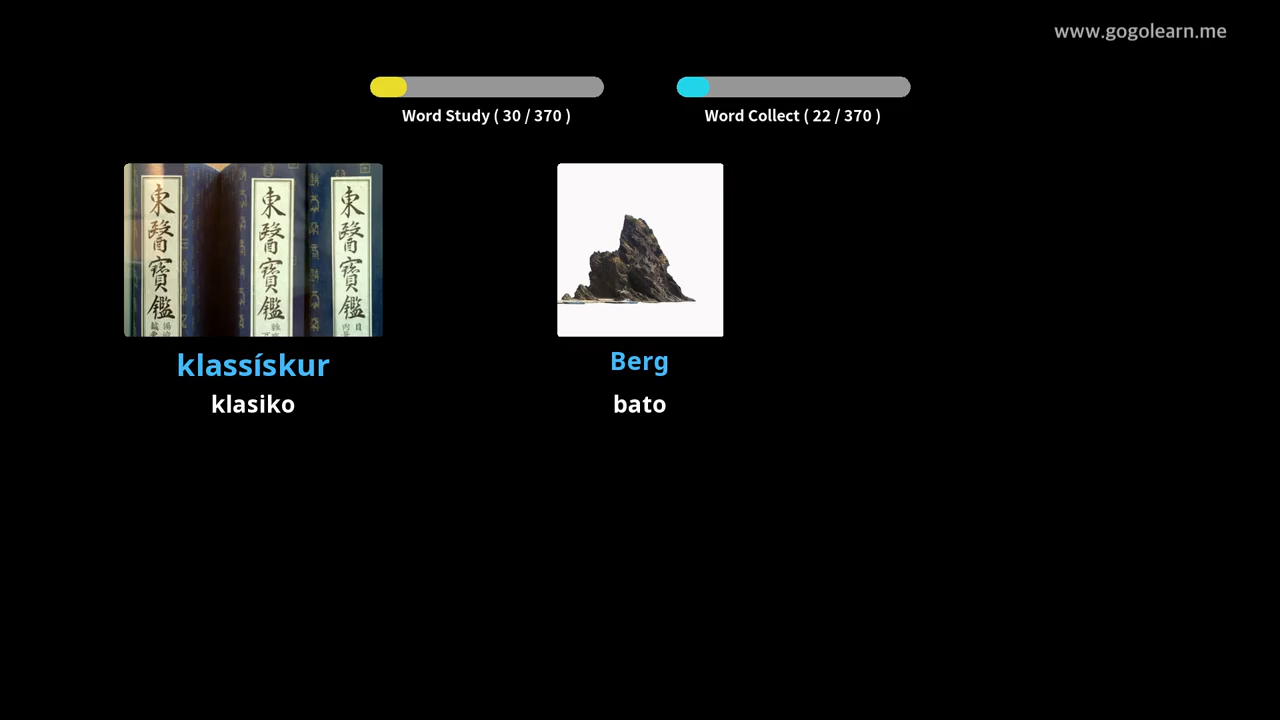 www.gogolearn.me
Word Study ( 30 / 370 )
Word Collect ( 22 / 370 )
東醫寶鑑
東醫寶鑑
東醫寶鑑
klassískur
klasiko
Berg
bato